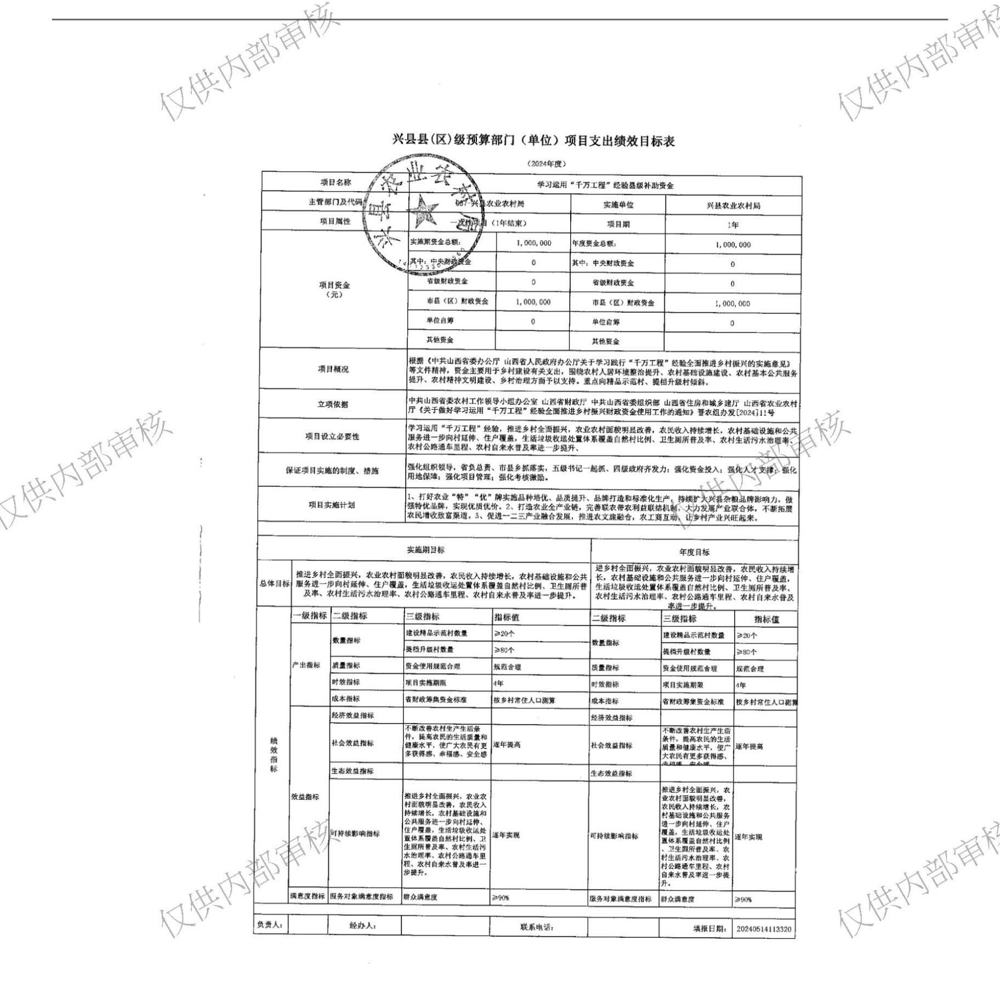 兴县县(区)级预算部门（单位）项目支出绩效目标表
（2024年度）
项目名称 学习运用“千万工程”经验县级补助资金
主管部门及代码 067-兴县农业农村局 实施单位 兴县农业农村局
项目属性 一次性项目（1年结束） 项目期 1年
项目资金
（元）
实施期资金总额： 1,000,000 年度资金总额： 1,000,000
其中：中央财政资金 0 其中：中央财政资金 0
省级财政资金 0 省级财政资金 0
市县（区）财政资金 1,000,000 市县（区）财政资金 1,000,000
单位自筹 0 单位自筹 0
其他资金 其他资金
项目概况
根据《中共山西省委办公厅 山西省人民政府办公厅关于学习践行“千万工程”经验全面推进乡村振兴的实施意见》
等文件精神，资金主要用于乡村建设有关支出，围绕农村人居环境整治提升、农村基础设施建设、农村基本公共服务
提升、农村精神文明建设、乡村治理方面予以支持。重点向精品示范村、提档升级村倾斜。
立项依据
中共山西省委农村工作领导小组办公室 山西省财政厅 中共山西省委组织部 山西省住房和城乡建厅 山西省农业农村
厅《关于做好学习运用“千万工程”经验全面推进乡村振兴财政资金使用工作的通知》晋农组办发[2024]11号
项目设立必要性
学习运用“千万工程”经验，推进乡村全面振兴，农业农村面貌明显改善，农民收入持续增长，农村基础设施和公共
服务进一步向村延伸、住户覆盖，生活垃圾收运处置体系覆盖自然村比例、卫生厕所普及率、农村生活污水治理率、
农村公路通车里程、农村自来水普及率进一步提升、
保证项目实施的制度、措施
强化组织领导，省负总责、市县乡抓落实，五级书记一起抓、四级政府齐发力；强化资金投入；强化人才支撑；强化
用地保障；强化项目管理；强化考核激励。
项目实施计划
1、打好农业“特”“优”牌实施品种培优、品质提升、品牌打造和标准化生产，持续扩大兴县杂粮品牌影响力，做
强特优品牌，实现优质优价。2、打造农业全产业链，完善联农带农利益联结机制，大力发展产业联合体，不断拓展
农民增收致富渠道。3、促进一二三产业融合发展，推进农文旅融合，农工商互动，让乡村产业兴旺起来。
实施期目标 年度目标
总体目标
推进乡村全面振兴，农业农村面貌明显改善，农民收入持续增长，农村基础设施和公共
服务进一步向村延伸、住户覆盖，生活垃圾收运处置体系覆盖自然村比例、卫生厕所普
及率、农村生活污水治理率、农村公路通车里程、农村自来水普及率进一步提升。
进乡村全面振兴，农业农村面貌明显改善，农民收入持续增
长，农村基础设施和公共服务进一步向村延伸、住户覆盖，
生活垃圾收运处置体系覆盖自然村比例、卫生厕所普及率、
农村生活污水治理率、农村公路通车里程、农村自来水普及
率进一步提升。
绩效指标
一级指标 二级指标 三级指标 指标值 二级指标 三级指标 指标值
产出指标
数量指标 建设精品示范村数量 ≥20个 数量指标 建设精品示范村数量 ≥20个
提档升级村数量 ≥80个 提档升级村数量 ≥80个
质量指标 资金使用规范合理 规范合理 质量指标 资金使用规范合理 规范合理
时效指标 项目实施期限 4年 时效指标 项目实施期限 4年
成本指标 省财政筹集资金标准 按乡村常住人口测算 成本指标 省财政筹集资金标准 按乡村常住人口测算
效益指标
经济效益指标 经济效益指标
社会效益指标
不断改善农村生产生活条
件，提高农民的生活质量和
健康水平，使广大农民有更
多获得感、幸福感、安全感
逐年提高
社会效益指标
不断改善农村生产生活
条件，提高农民的生活
质量和健康水平，使广
大农民有更多获得感、
幸福感、安全感
逐年提高
生态效益指标 生态效益指标
可持续影响指标
推进乡村全面振兴，农业农
村面貌明显改善，农民收入
持续增长，农村基础设施和
公共服务进一步向村延伸、
住户覆盖，生活垃圾收运处
置体系覆盖自然村比例、卫
生厕所普及率、农村生活污
水治理率、农村公路通车里
程、农村自来水普及率进一
步提升。
逐年实现
可持续影响指标
推进乡村全面振兴，农
业农村面貌明显改善，
农民收入持续增长，农
村基础设施和公共服务
进一步向村延伸、住户
覆盖，生活垃圾收运处
置体系覆盖自然村比例
、卫生厕所普及率、农
村生活污水治理率、农
村公路通车里程、农村
自来水普及率进一步提
升。
逐年实现
满意度指标 服务对象满意度指标 群众满意度 ≥90% 服务对象满意度指标 群众满意度 ≥90%
负责人： 经办人： 联系电话： 填报日期： 20240514113320
兴县农业农村局
仅供内部审核
仅供内部审核
仅供内部审核
仅供内部审核
仅供内部审核
仅供内部审核